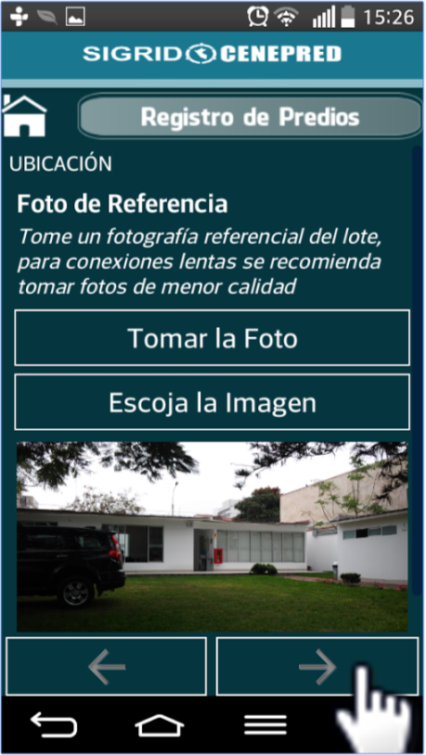 15:26
SIGRID CENEPRED
Registro de Predios
UBICACIÓN
Foto de Referencia
Tome un fotografía referencial del lote,
para conexiones lentas se recomienda
tomar fotos de menor calidad
Tomar la Foto
Escoja la Imagen